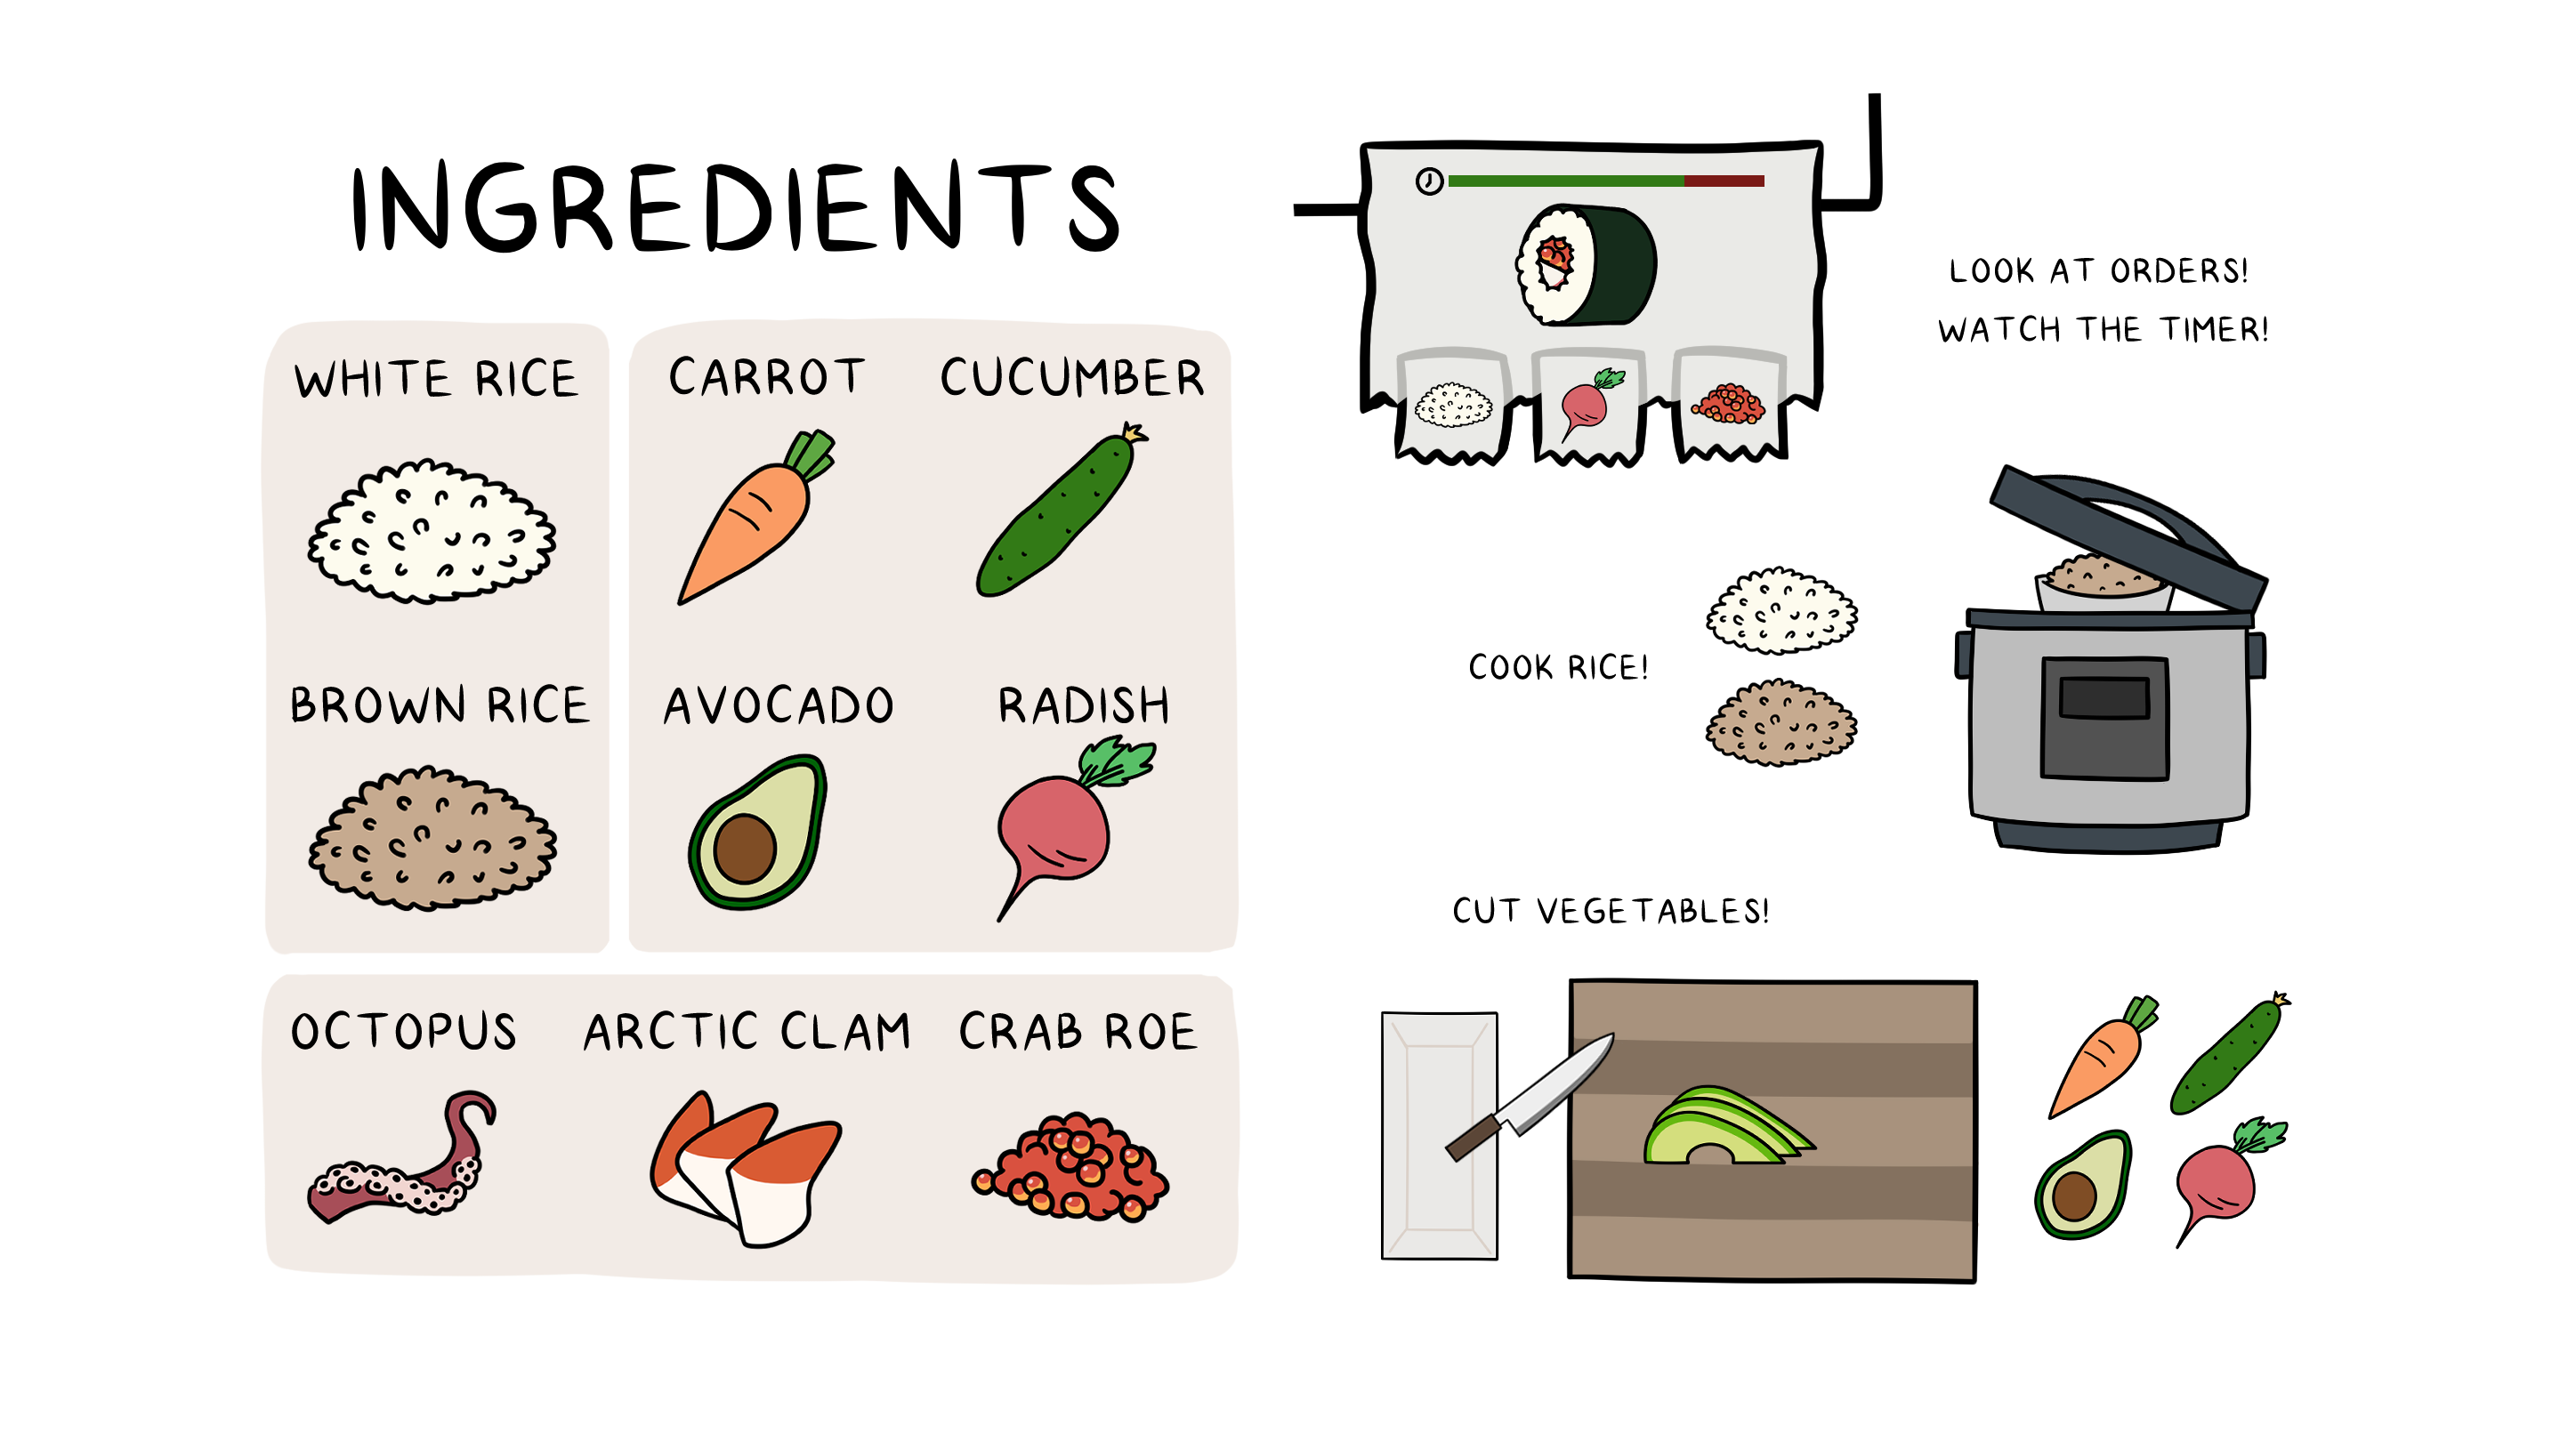 INGREDIENTS
WHITE RICE
CARROT
CUCUMBER
BROWN RICE
AVOCADO
RADISH
OCTOPUS
ARCTIC CLAM
CRAB ROE
LOOK AT ORDERS!
WATCH THE TIMER!
COOK RICE!
CUT VEGETABLES!